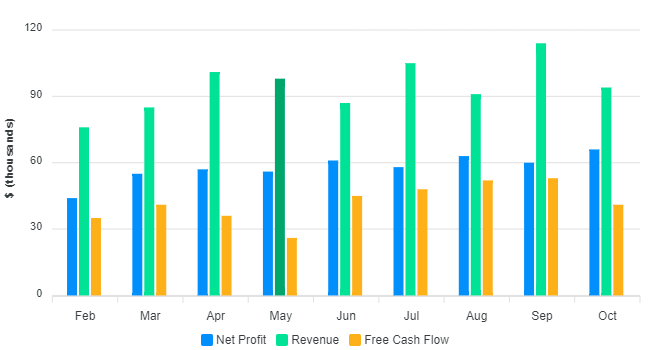 120
90
60
30
0
$ (thousands)
Feb Mar Apr May Jun Jul Aug Sep Oct
Net Profit Revenue Free Cash Flow